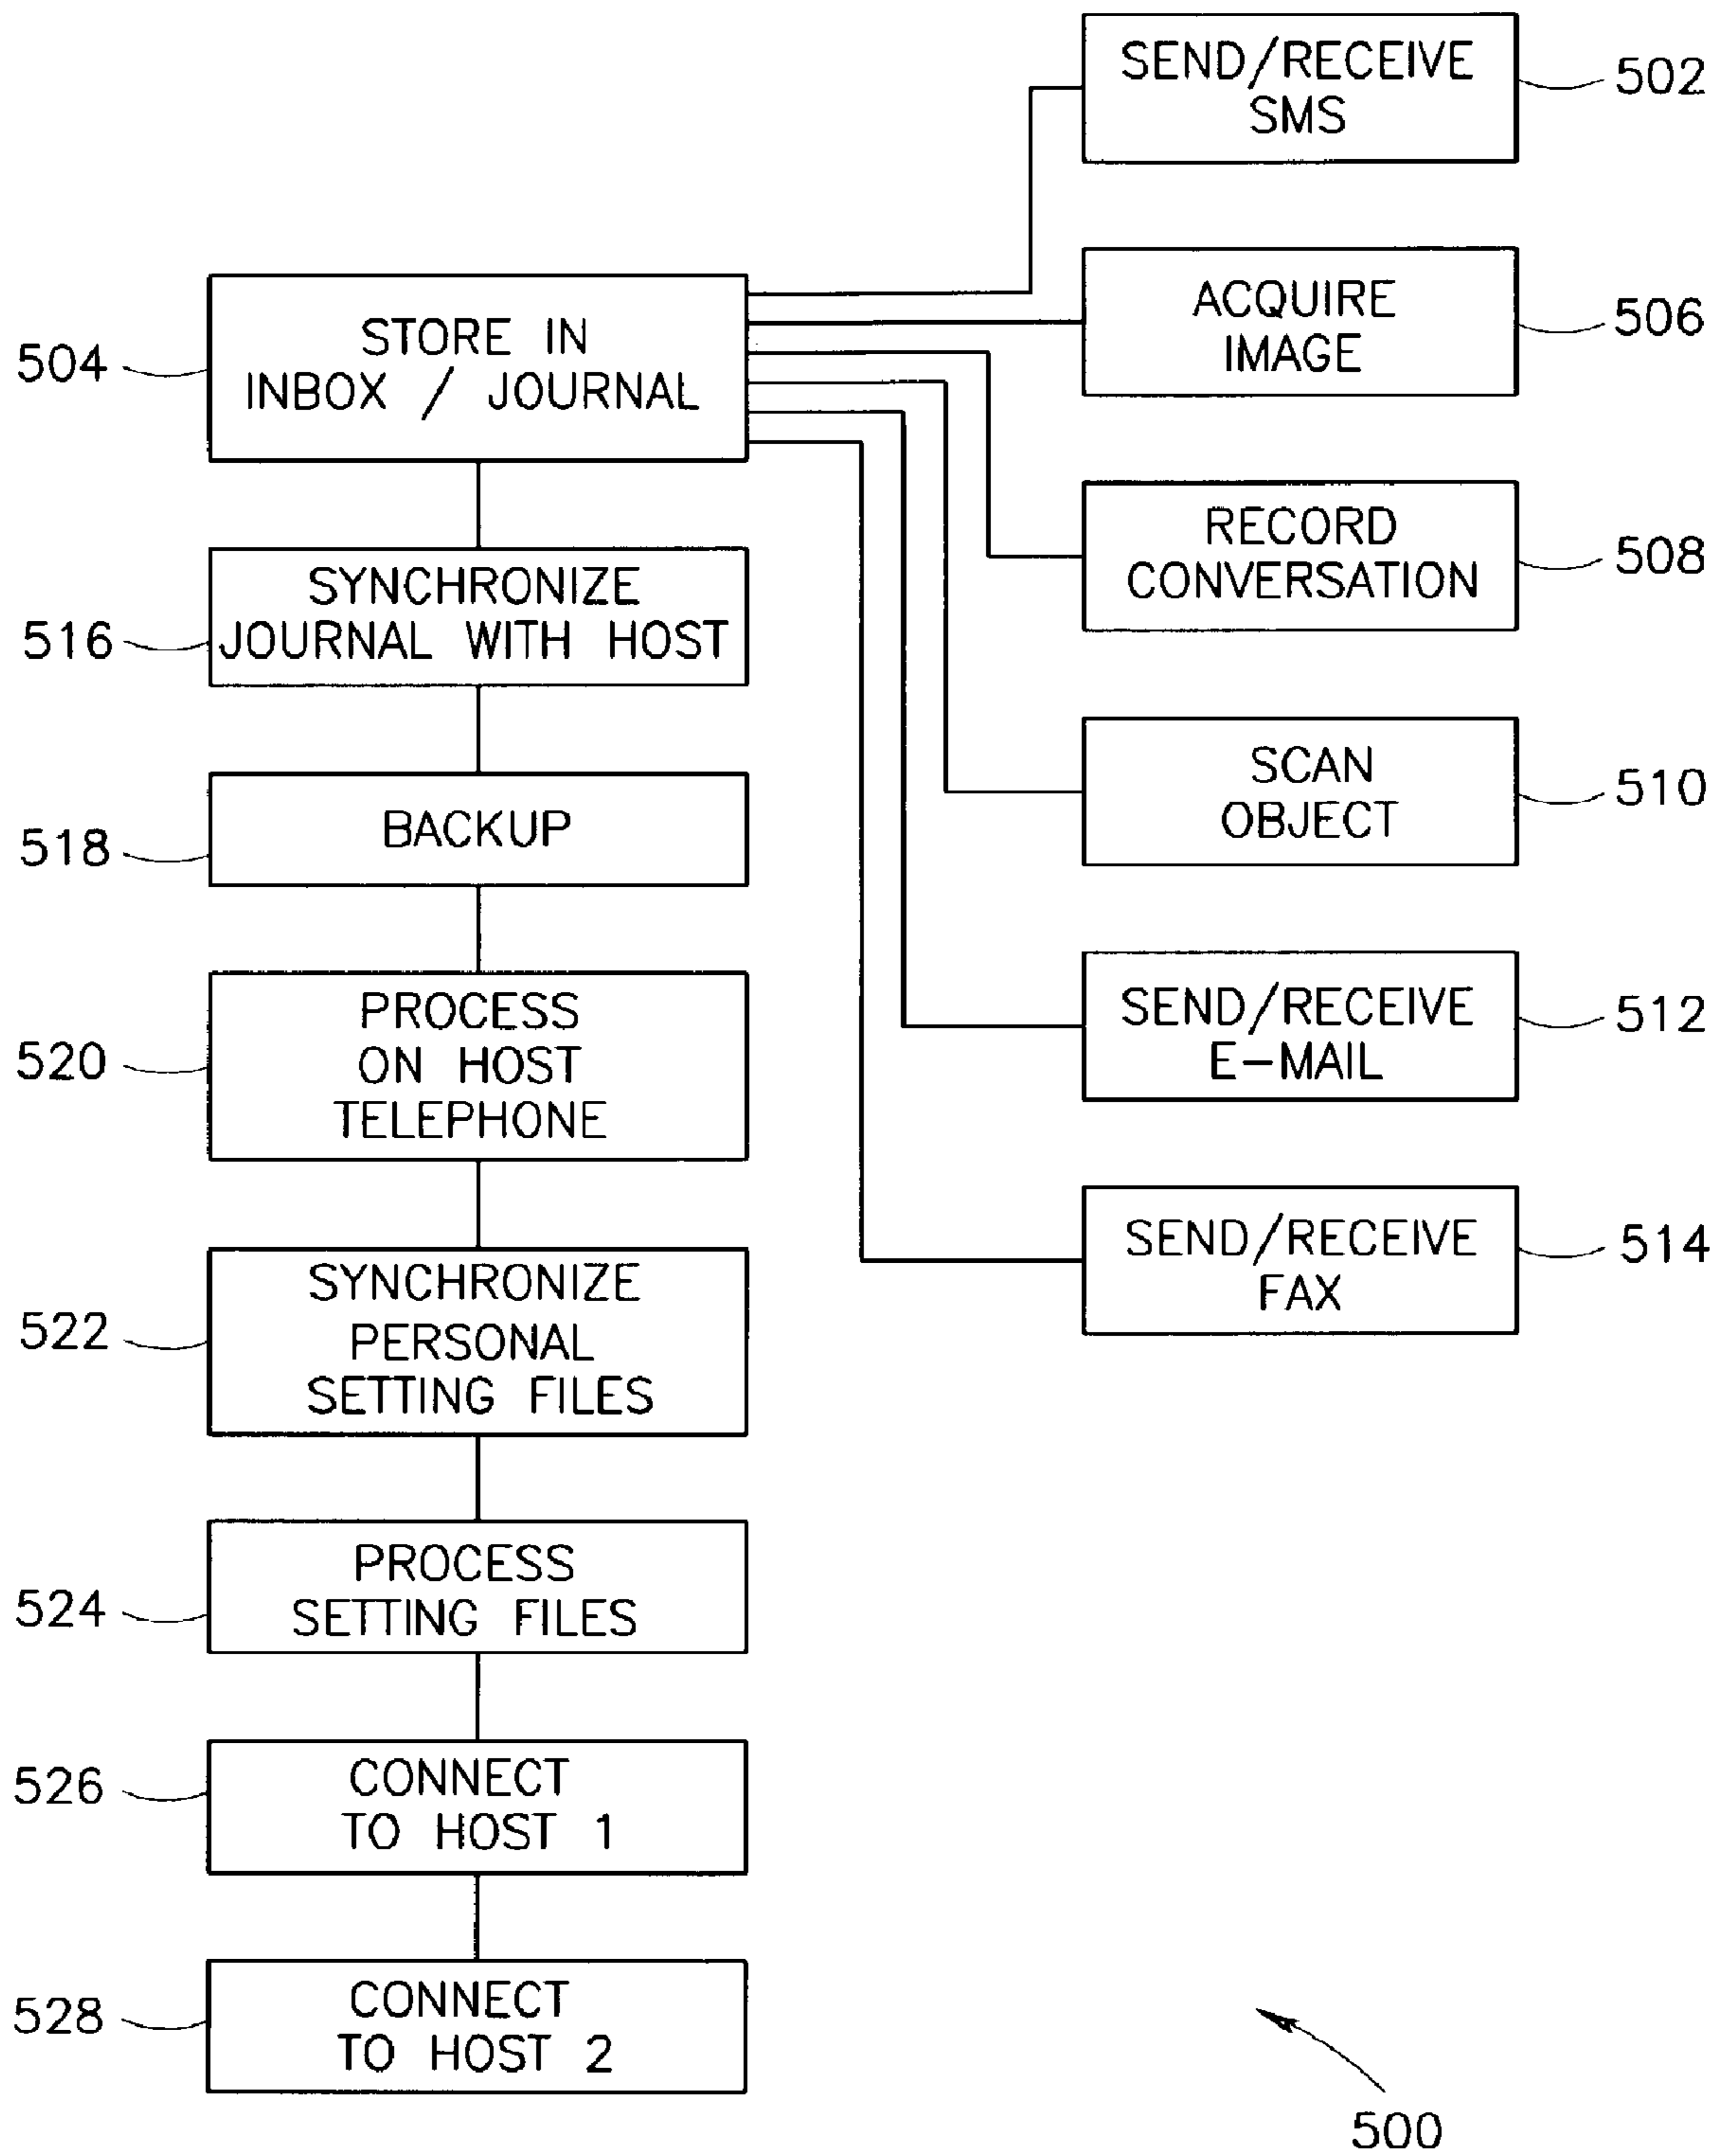 SEND/RECEIVE
SMS
502
504
STORE IN
INBOX / JOURNAL
ACQUIRE
IMAGE
506
RECORD
CONVERSATION
508
516
SYNCHRONIZE
JOURNAL WITH HOST
SCAN
OBJECT
510
518
BACKUP
SEND/RECEIVE
E-MAIL
512
520
PROCESS
ON HOST
TELEPHONE
SEND/RECEIVE
FAX
514
522
SYNCHRONIZE
PERSONAL
SETTING FILES
524
PROCESS
SETTING FILES
526
CONNECT
TO HOST 1
528
CONNECT
TO HOST 2
500